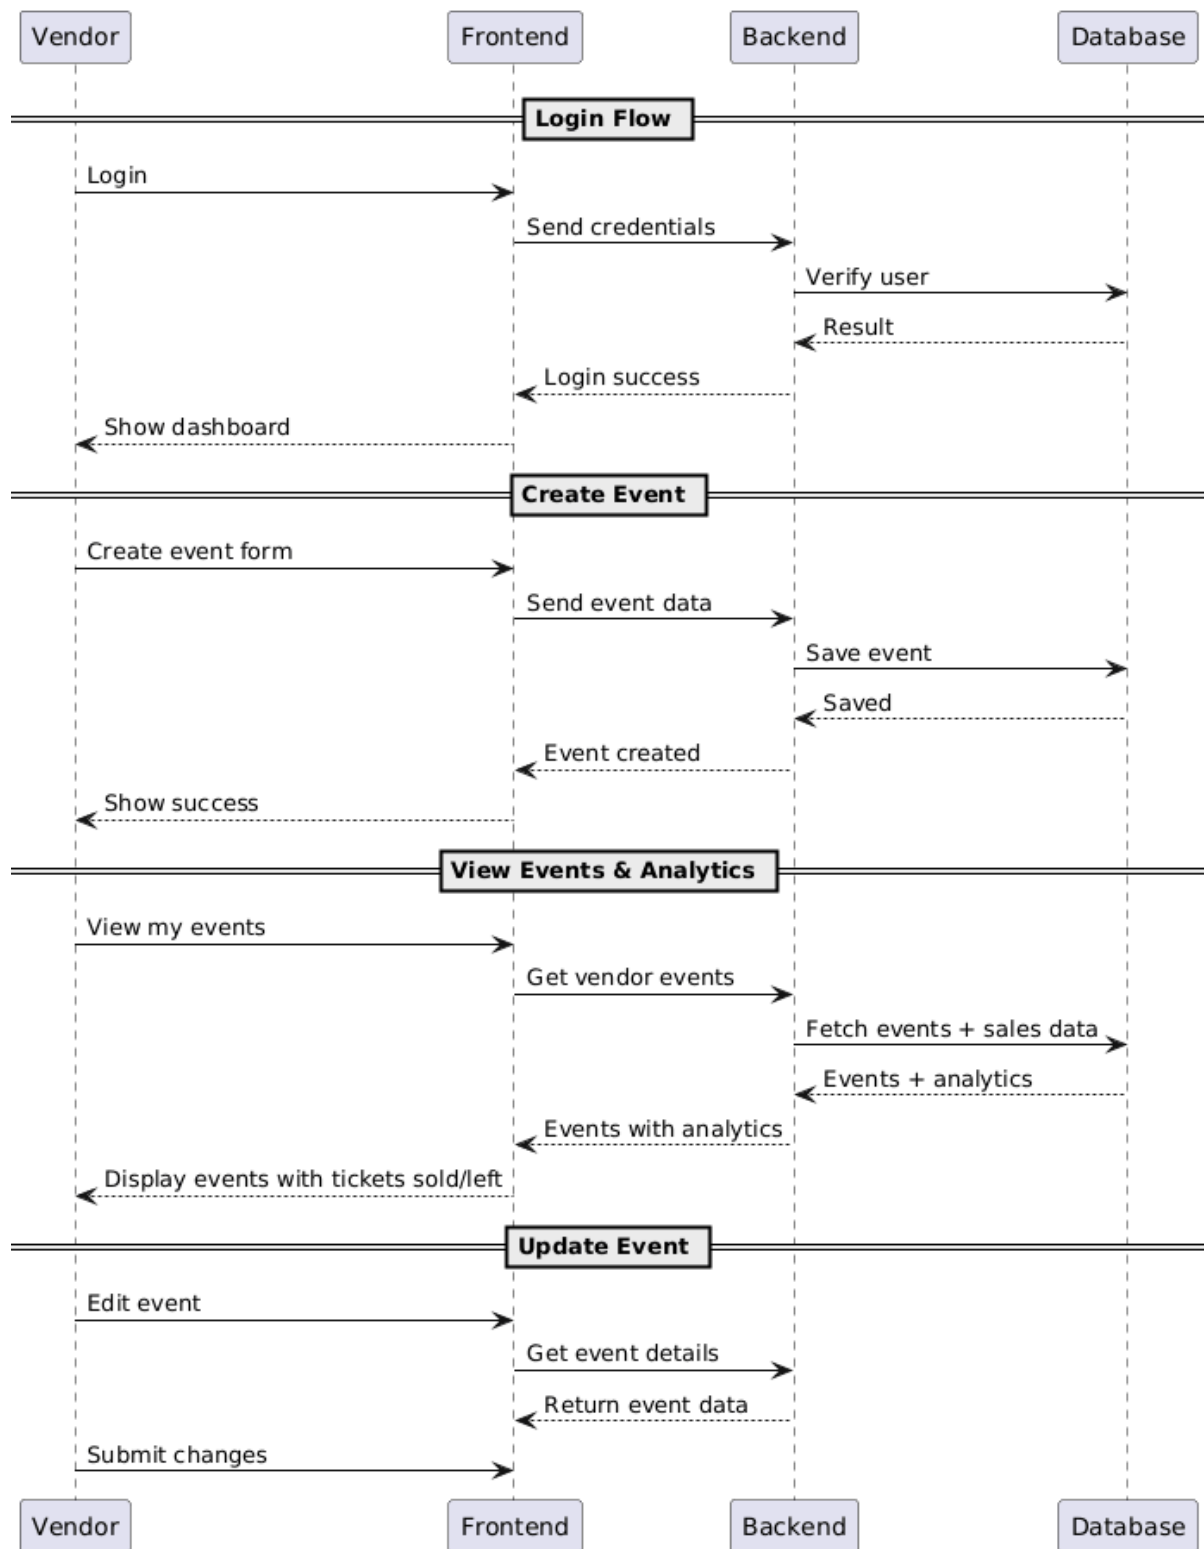 Vendor Frontend Backend Database
Login Flow
Login
Send credentials
Verify user
Result
Login success
Show dashboard
Create Event
Create event form
Send event data
Save event
Saved
Event created
Show success
View Events & Analytics
View my events
Get vendor events
Fetch events + sales data
Events + analytics
Events with analytics
Display events with tickets sold/left
Update Event
Edit event
Get event details
Return event data
Submit changes
Vendor Frontend Backend Database